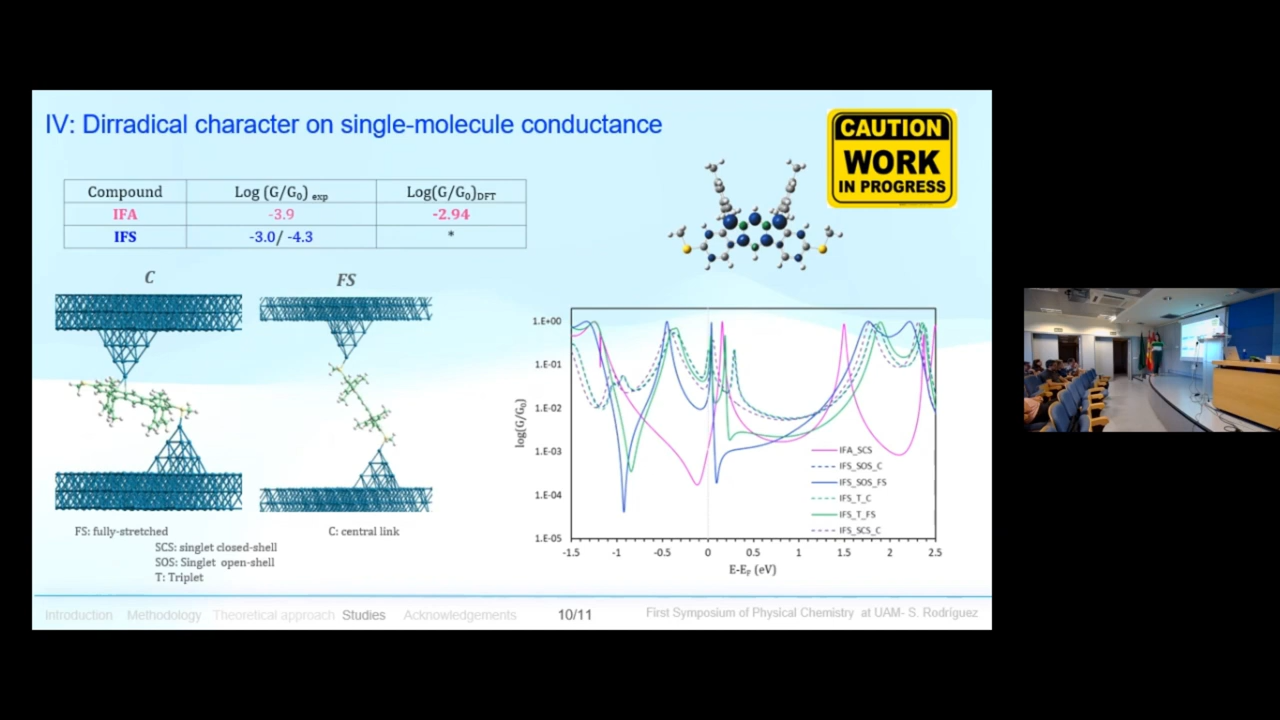 IV: Dirradical character on single-molecule conductance
CAUTION
WORK
IN PROGRESS
Compound Log (G/G₀) exp Log(G/G₀)DFT
IFA -3.9 -2.94
IFS -3.0/ -4.3 *
C FS
FS: fully-stretched C: central link
SCS: singlet closed-shell
SOS: Singlet open-shell
T: Triplet
log(G/G₀)
1.E+00
1.E-01
1.E-02
1.E-03
1.E-04
1.E-05
-1.5 -1 -0.5 0 0.5 1 1.5 2 2.5
E-EF (eV)
IFA_SCS
IFS_SOS_C
IFS_SOS_FS
IFS_T_C
IFS_T_FS
IFS_SCS_C
Introduction Methodology Theoretical approach Studies Acknowledgements 10/11 First Symposium of Physical Chemistry at UAM- S. Rodríguez